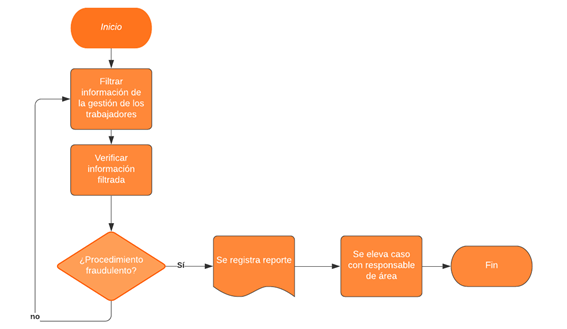 Inicio
Filtrar
información de
la gestión de los
trabajadores
Verificar
información
filtrada
¿Procedimiento
fraudulento?
Sí
Se registra reporte
Se eleva caso
con responsable
de área
Fin
no